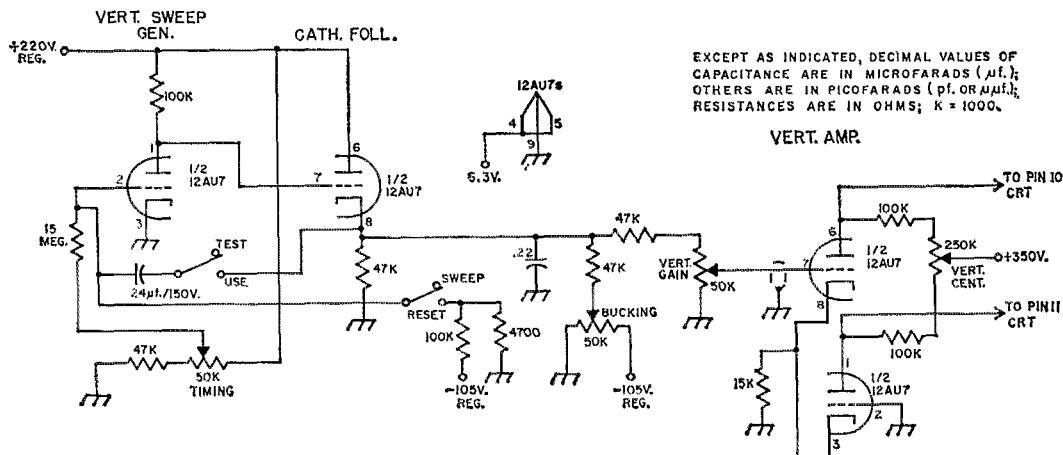 VERT. SWEEP
GEN.
CATH. FOLL.
+220V.
REG.
100K
12AU7s
4
5
9
6.3V.
EXCEPT AS INDICATED, DECIMAL VALUES OF
CAPACITANCE ARE IN MICROFARADS (µf.);
OTHERS ARE IN PICOFARADS (pf. OR µµf.);
RESISTANCES ARE IN OHMS; K = 1000.
VERT. AMP.
1
2
3
1/2
12AU7
6
7
8
1/2
12AU7
15
MEG.
TEST
USE
.24µf./150V.
47K
SWEEP
RESET
100K
4700
-105V.
REG.
.22
47K
47K
BUCKING
50K
-105V.
REG.
VERT.
GAIN
50K
47K
50K
TIMING
TO PIN 10
CRT
100K
6
7
8
1/2
12AU7
250K
VERT.
CENT.
+350V.
TO PIN 11
CRT
100K
15K
1
1/2
12AU7
2
3